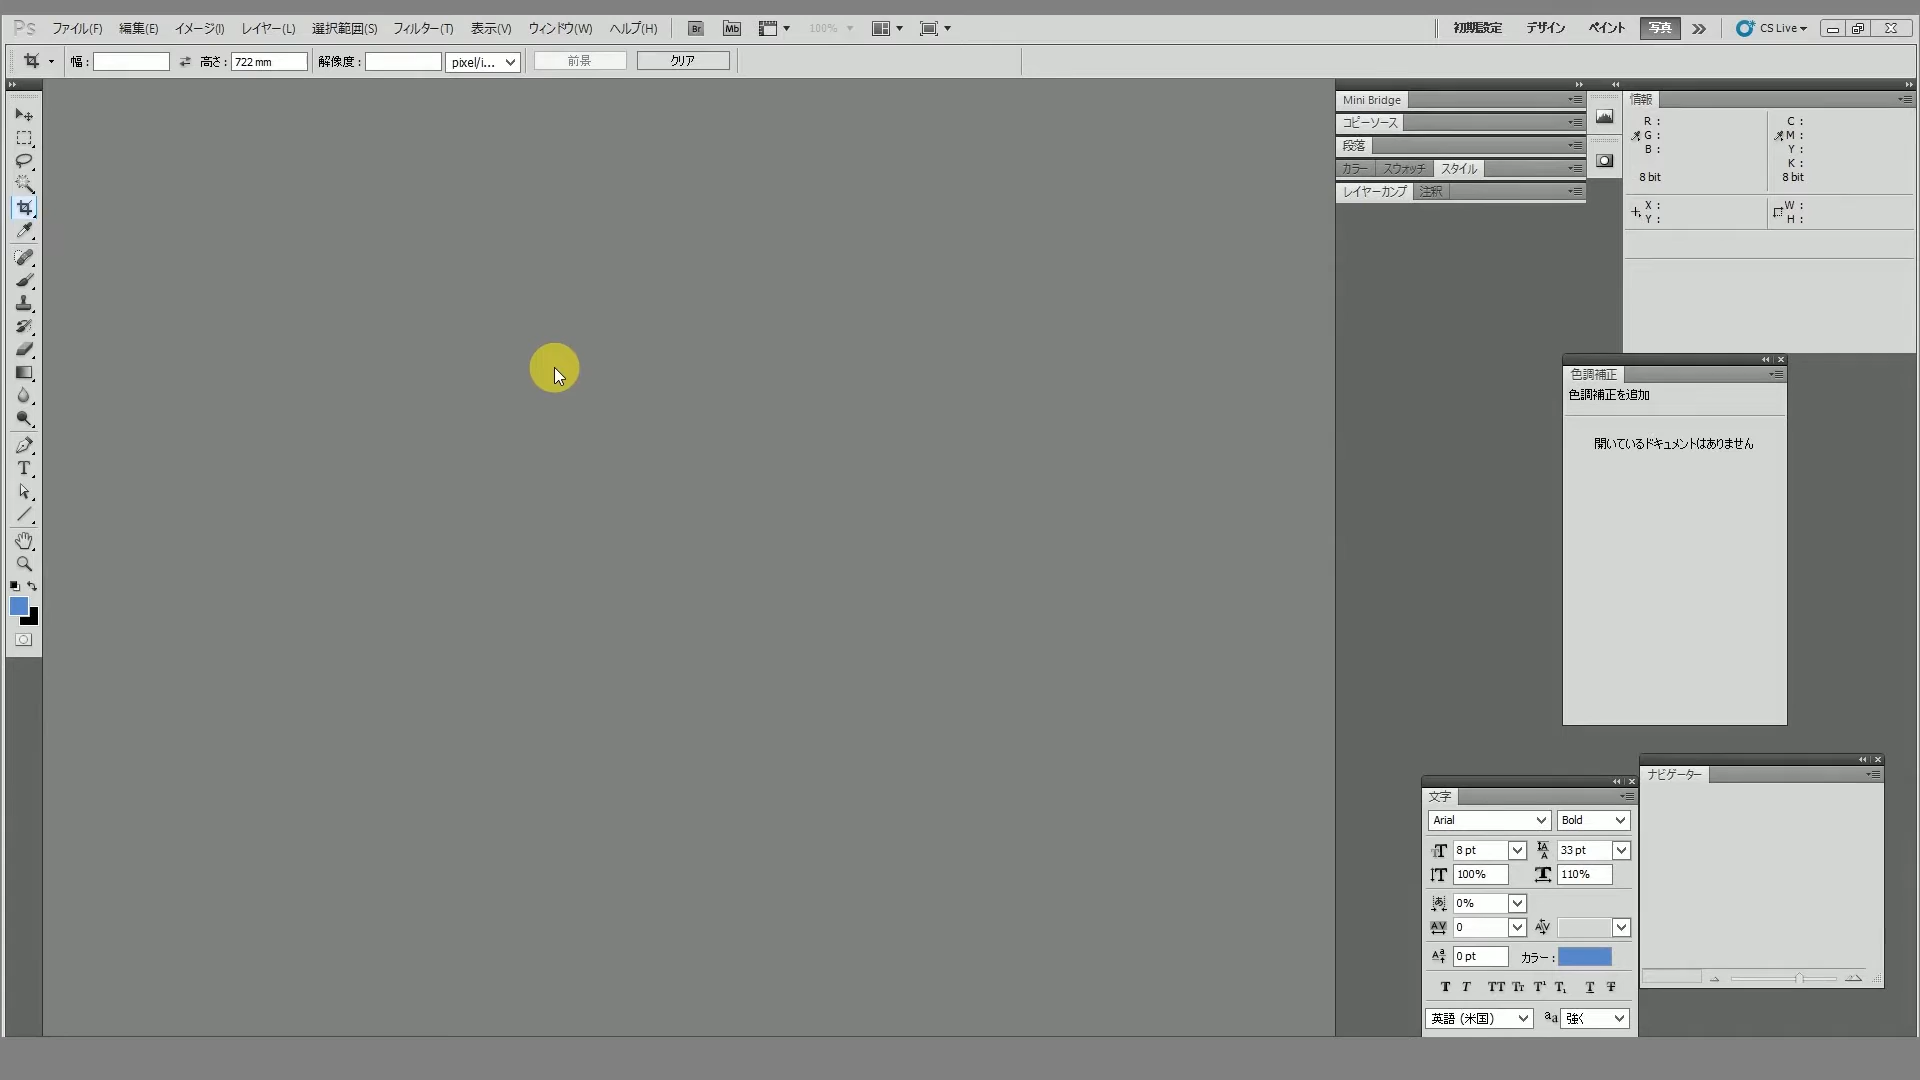 Ps ファイル(F) 編集(E) イメージ(I) レイヤー(L) 選択範囲(S) フィルター(T) 表示(V) ウィンドウ(W) ヘルプ(H) Br Mb 100% 初期設定 デザイン ペイント 写真 CS Live
幅 : 高さ : 722 mm 解像度 : pixel/i... 前景 クリア
Mini Bridge
コピーソース
段落
カラー スウォッチ スタイル
レイヤーカンプ 注釈
情報
R : C :
G : M :
B : Y :
K :
8 bit 8 bit
X : W :
Y : H :
色調補正
色調補正を追加
開いているドキュメントはありません
ナビゲーター
文字
Arial Bold
8 pt 33 pt
100% 110%
0%
0
0 pt カラー :
T T TT Tr T¹ T₁ T T
英語 (米国) aa 強く